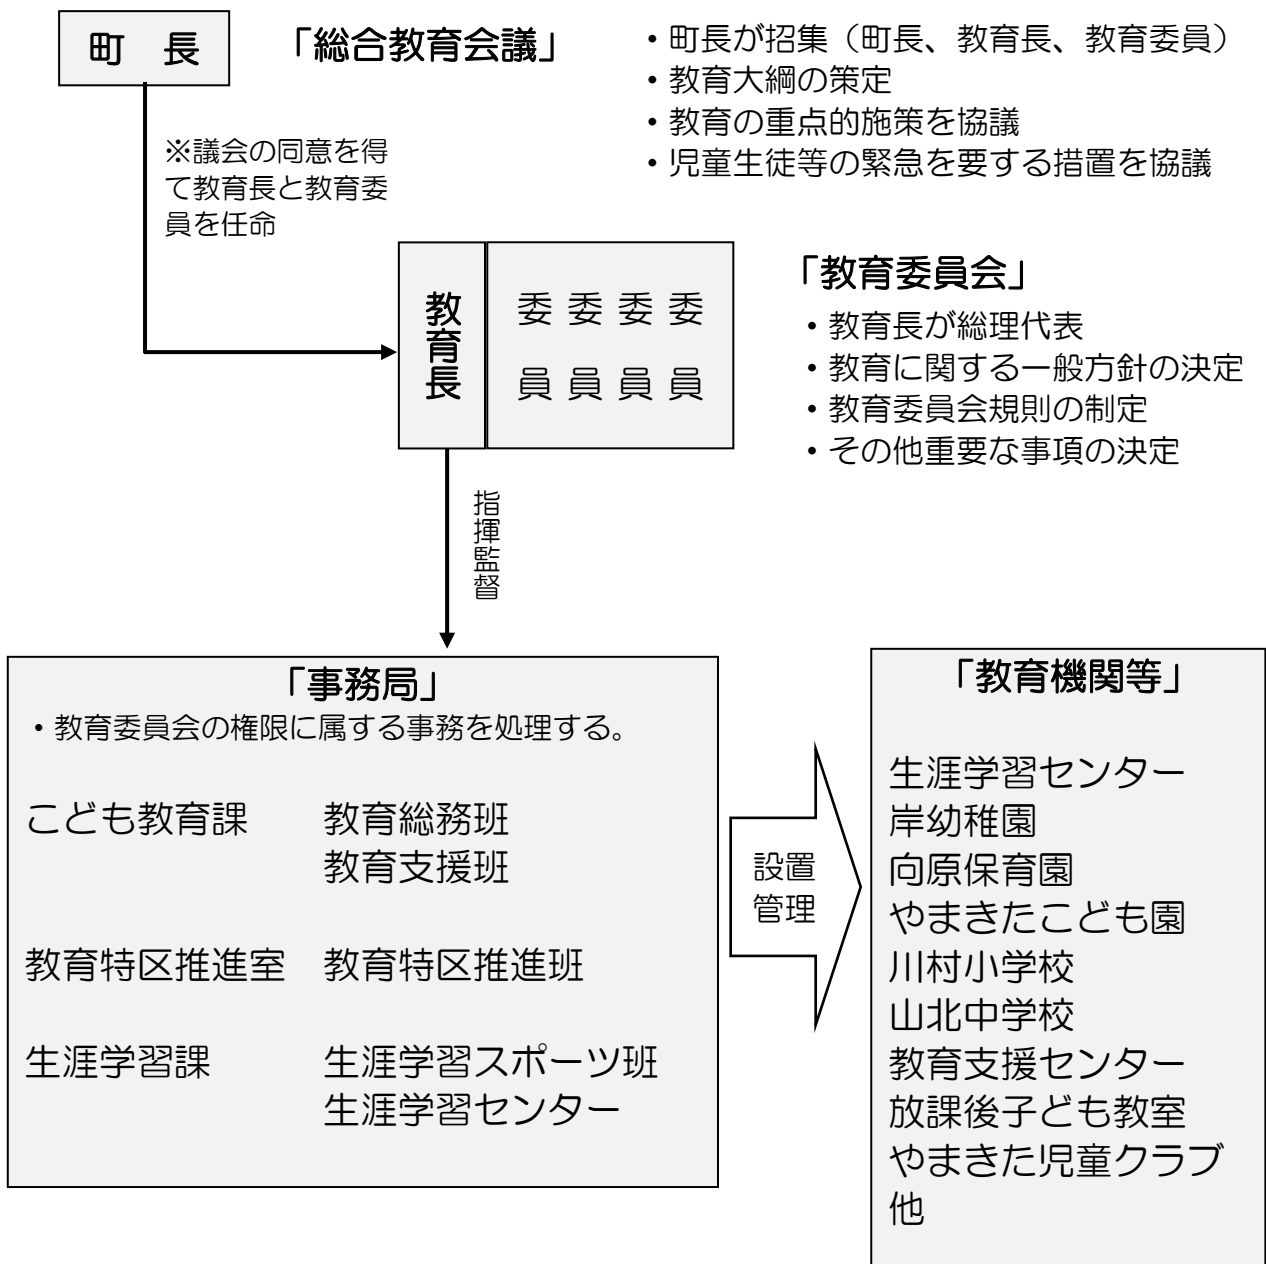 町　長
「総合教育会議」
・町長が招集（町長、教育長、教育委員）
・教育大綱の策定
・教育の重点的施策を協議
・児童生徒等の緊急を要する措置を協議
※議会の同意を得
て教育長と教育委
員を任命
教育長
委員
委員
委員
委員
「教育委員会」
・教育長が総理代表
・教育に関する一般方針の決定
・教育委員会規則の制定
・その他重要な事項の決定
指揮監督
「事務局」
・教育委員会の権限に属する事務を処理する。
こども教育課　教育総務班
教育支援班
教育特区推進室　教育特区推進班
生涯学習課　生涯学習スポーツ班
生涯学習センター
設置
管理
「教育機関等」
生涯学習センター
岸幼稚園
向原保育園
やまきたこども園
川村小学校
山北中学校
教育支援センター
放課後子ども教室
やまきた児童クラブ
他